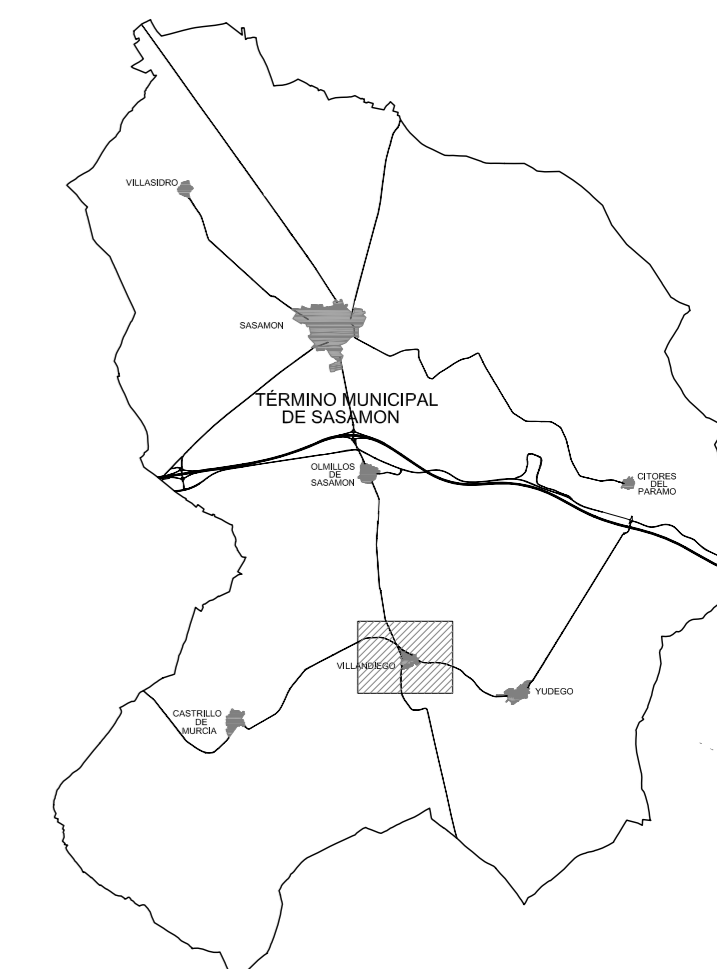 VILLASIDRO
SASAMON
TÉRMINO MUNICIPAL
DE SASAMON
OLMILLOS
DE
SASAMON
CITORES
DEL
PARAMO
VILLANDIEGO
YUDEGO
CASTRILLO
DE
MURCIA